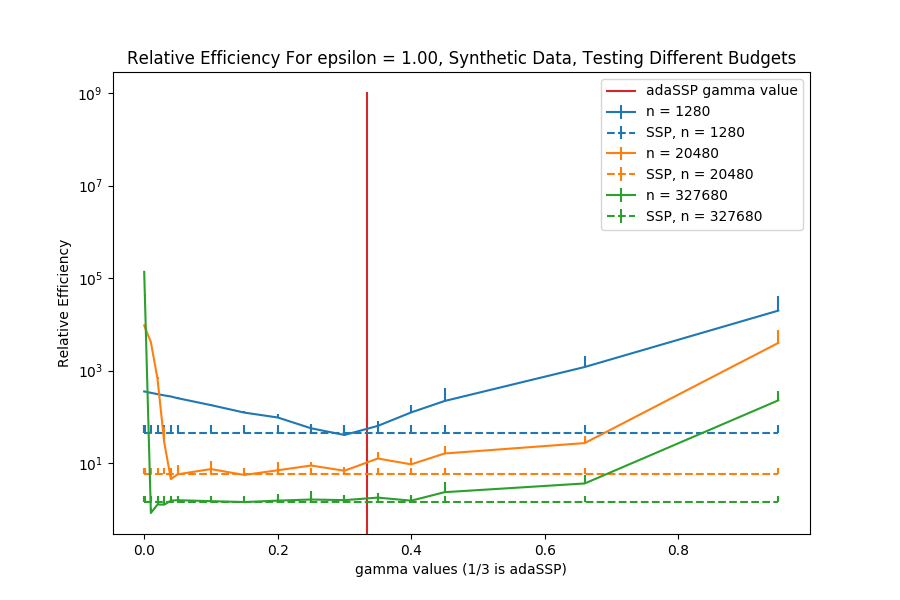 Relative Efficiency For epsilon = 1.00, Synthetic Data, Testing Different Budgets
adaSSP gamma value
n = 1280
SSP, n = 1280
n = 20480
SSP, n = 20480
n = 327680
SSP, n = 327680
Relative Efficiency
10^9
10^7
10^5
10^3
10^1
0.0 0.2 0.4 0.6 0.8
gamma values (1/3 is adaSSP)